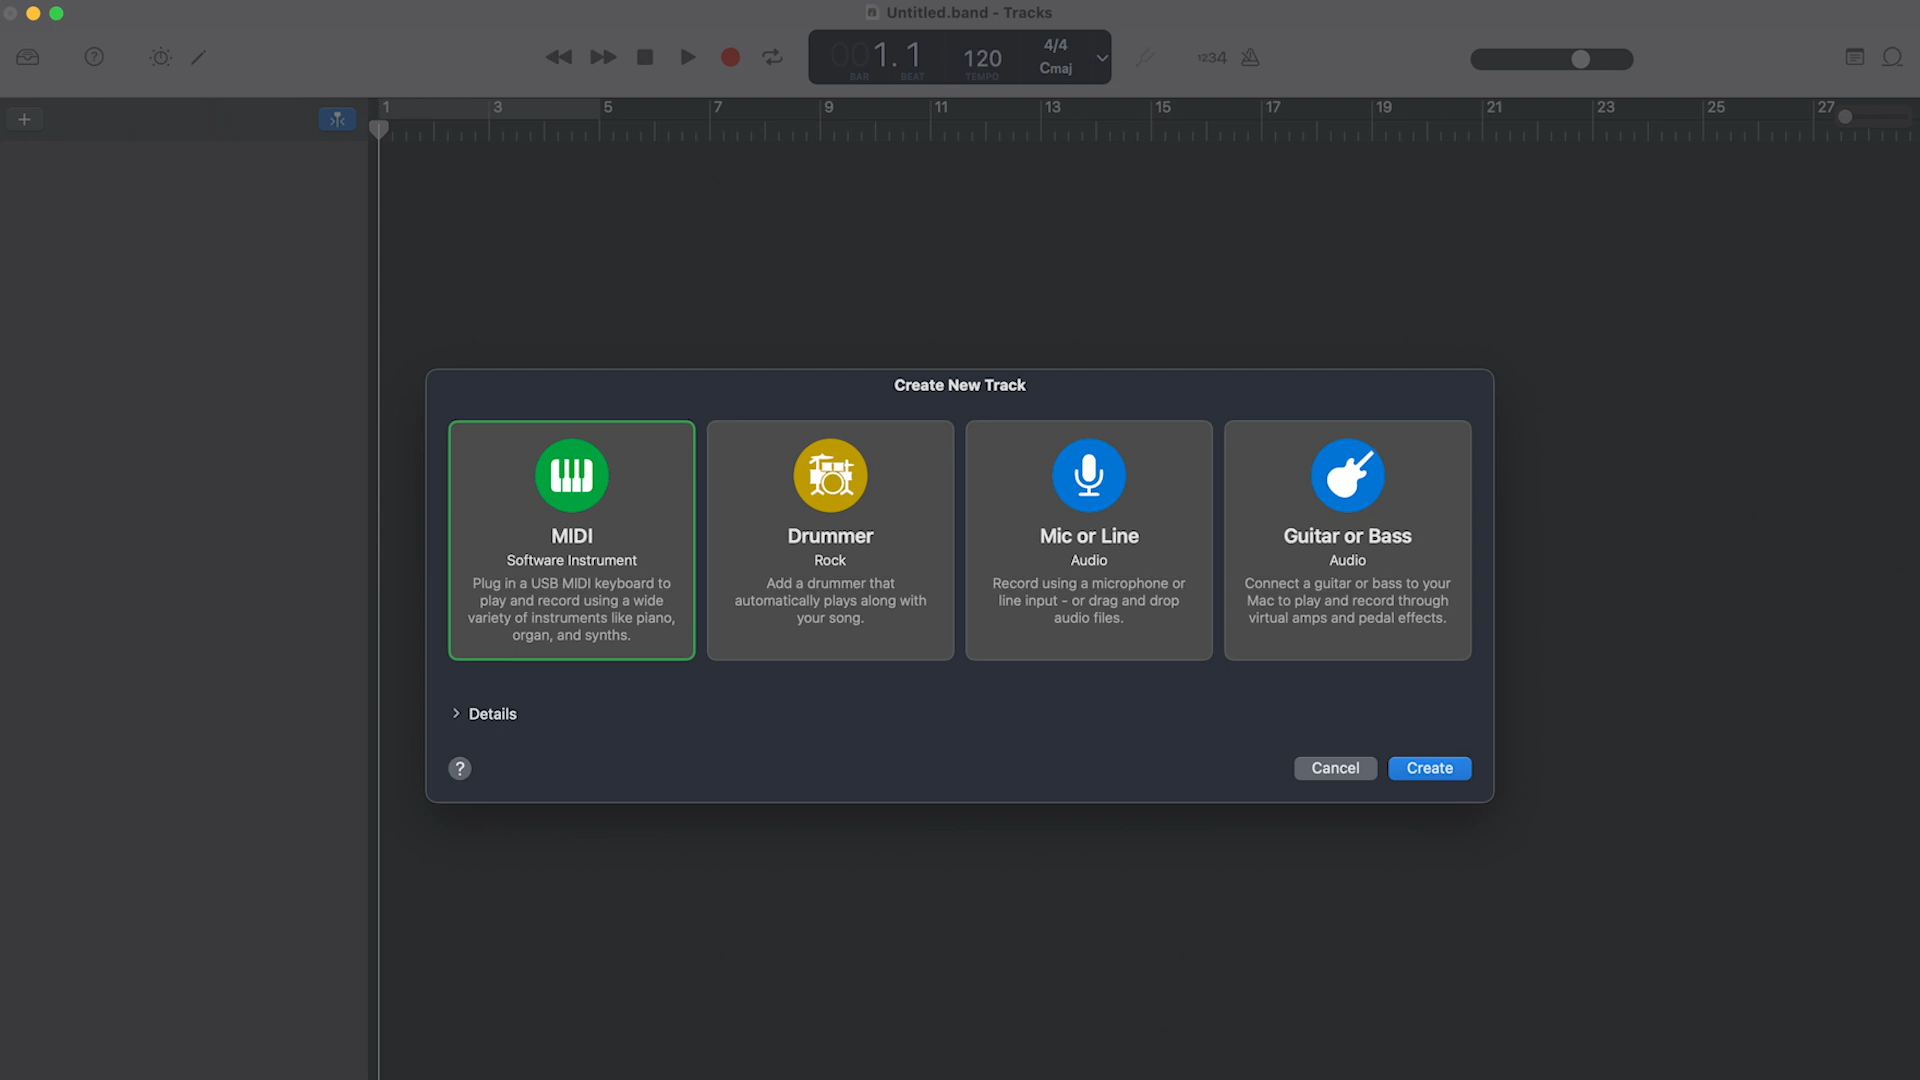 Untitled.band - Tracks
001. 1
BAR BEAT
120
TEMPO
4/4
Cmaj
1234
1 3 5 7 9 11 13 15 17 19 21 23 25 27
Create New Track
MIDI
Software Instrument
Plug in a USB MIDI keyboard to
play and record using a wide
variety of instruments like piano,
organ, and synths.
Drummer
Rock
Add a drummer that
automatically plays along with
your song.
Mic or Line
Audio
Record using a microphone or
line input - or drag and drop
audio files.
Guitar or Bass
Audio
Connect a guitar or bass to your
Mac to play and record through
virtual amps and pedal effects.
Details
?
Cancel
Create